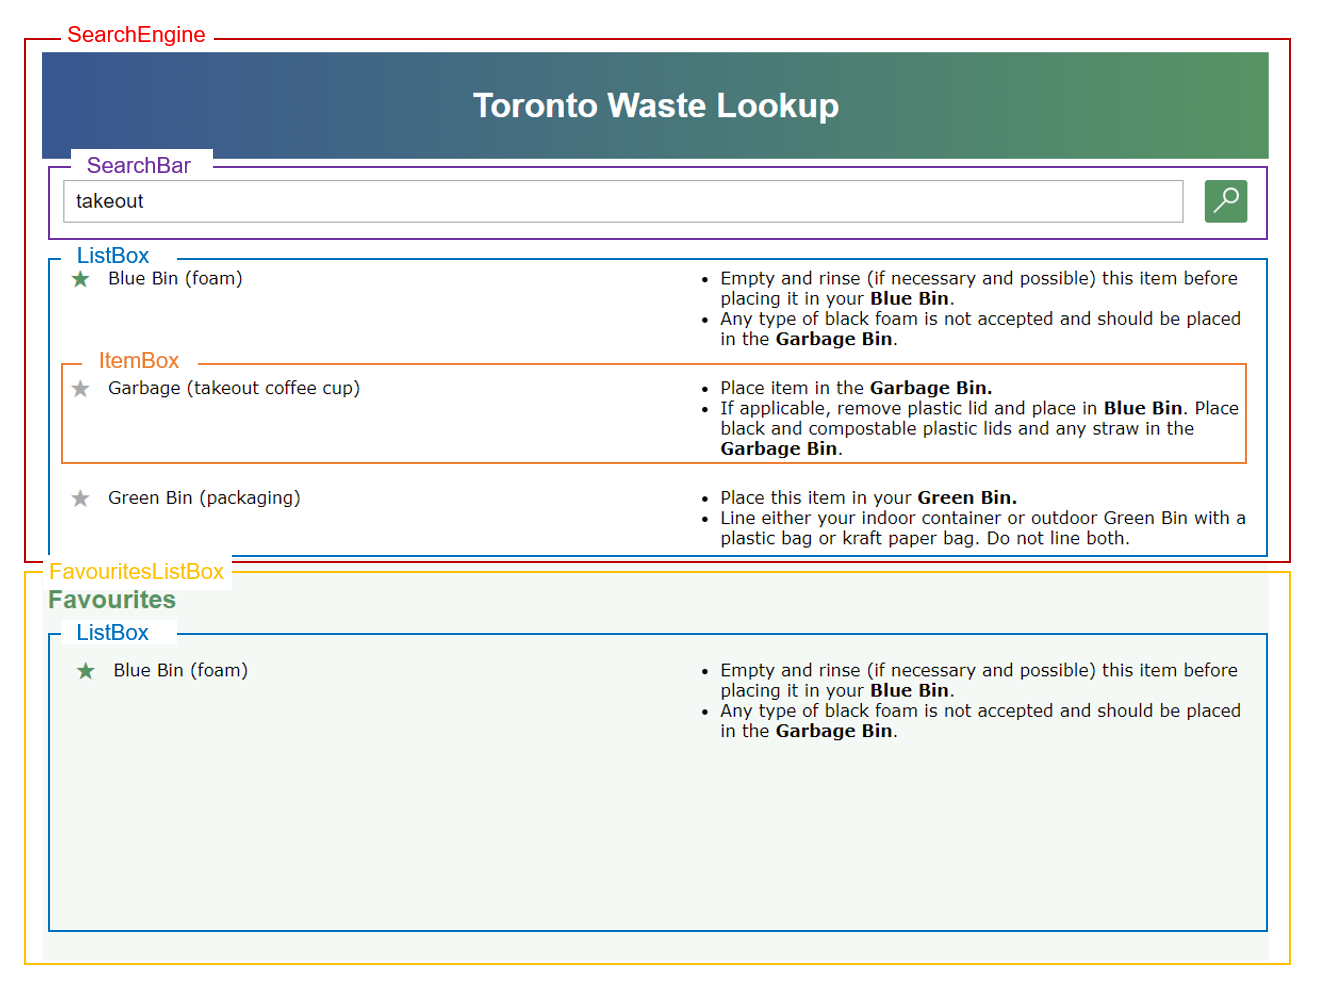 SearchEngine
Toronto Waste Lookup
SearchBar
takeout
ListBox
Blue Bin (foam)
• Empty and rinse (if necessary and possible) this item before
placing it in your Blue Bin.
• Any type of black foam is not accepted and should be placed
in the Garbage Bin.
ItemBox
Garbage (takeout coffee cup)
• Place item in the Garbage Bin.
• If applicable, remove plastic lid and place in Blue Bin. Place
black and compostable plastic lids and any straw in the
Garbage Bin.
Green Bin (packaging)
• Place this item in your Green Bin.
• Line either your indoor container or outdoor Green Bin with a
plastic bag or kraft paper bag. Do not line both.
FavouritesListBox
Favourites
ListBox
Blue Bin (foam)
• Empty and rinse (if necessary and possible) this item before
placing it in your Blue Bin.
• Any type of black foam is not accepted and should be placed
in the Garbage Bin.